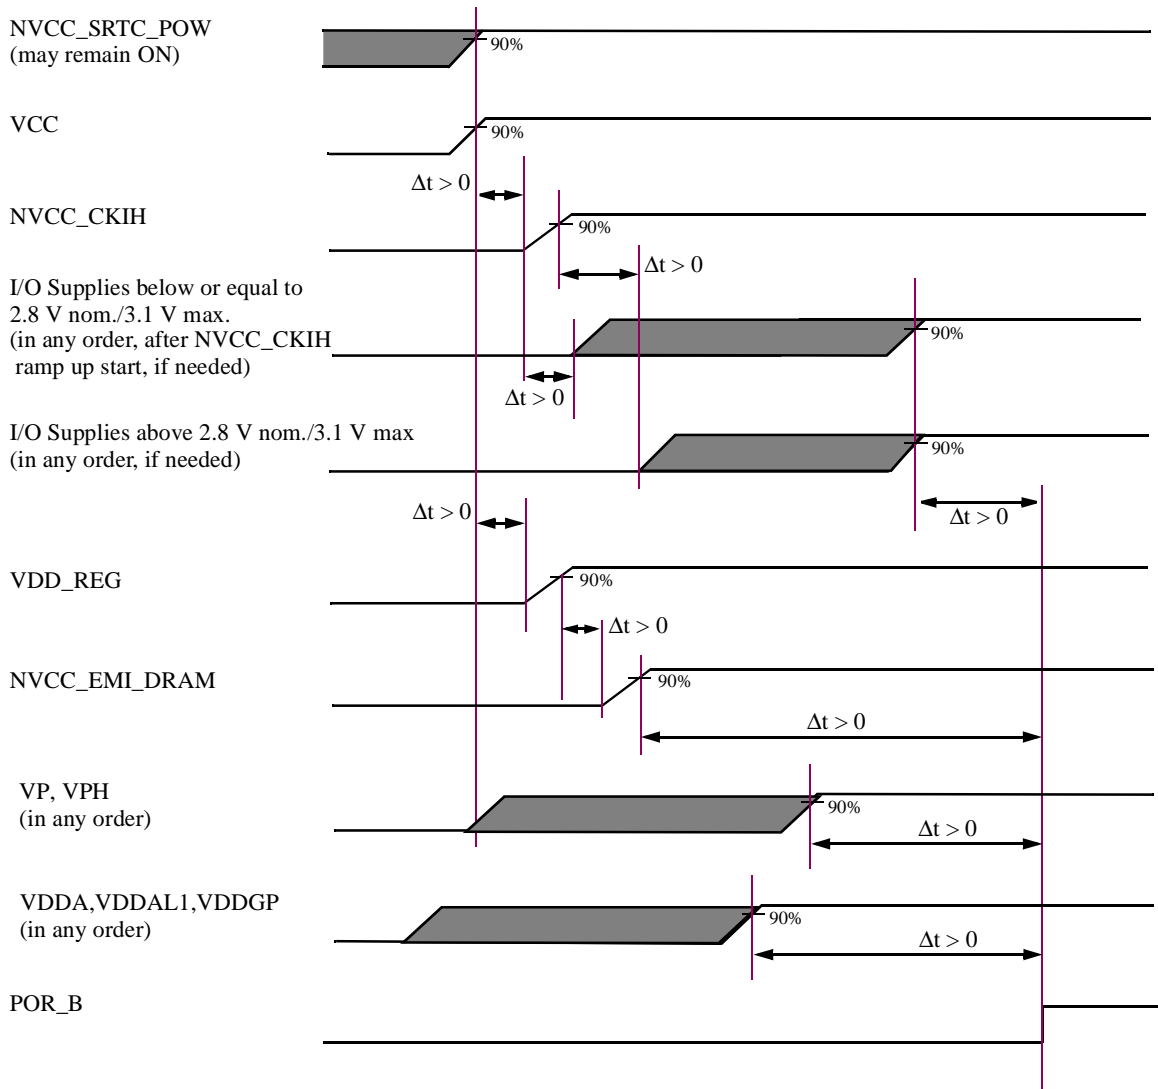 NVCC_SRTC_POW
(may remain ON)
90%
VCC
90%
Δt > 0
NVCC_CKIH
90%
Δt > 0
I/O Supplies below or equal to
2.8 V nom./3.1 V max.
(in any order, after NVCC_CKIH
ramp up start, if needed)
90%
Δt > 0
I/O Supplies above 2.8 V nom./3.1 V max
(in any order, if needed)
90%
Δt > 0
Δt > 0
VDD_REG
90%
Δt > 0
NVCC_EMI_DRAM
90%
Δt > 0
VP, VPH
(in any order)
90%
Δt > 0
VDDA,VDDAL1,VDDGP
(in any order)
90%
Δt > 0
POR_B